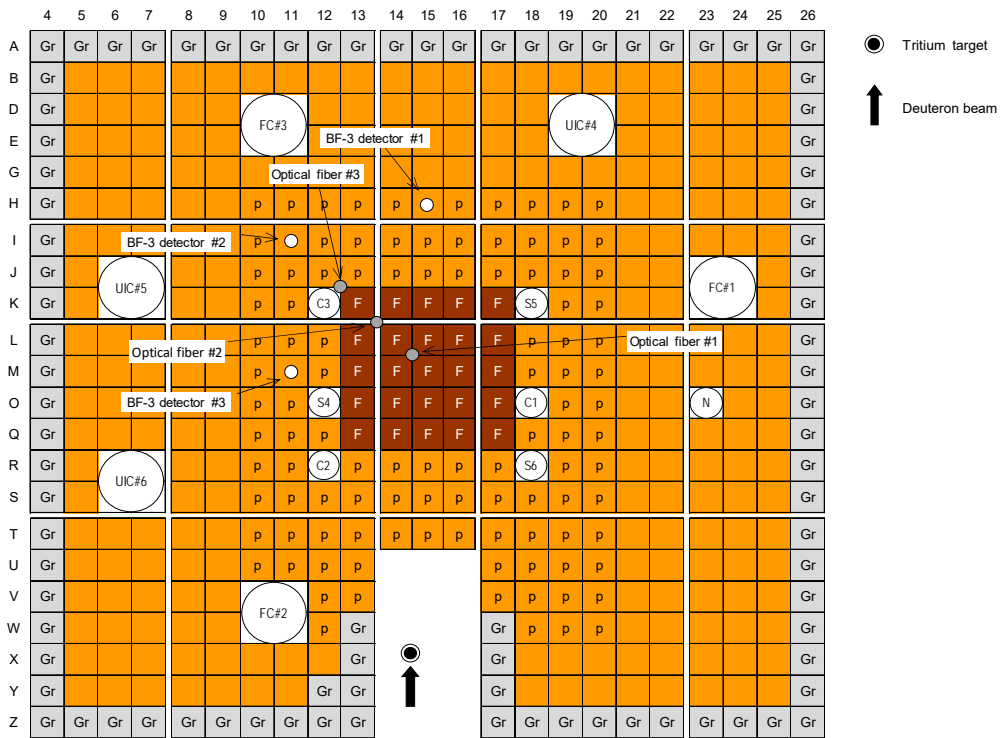 4 5 6 7 8 9 10 11 12 13 14 15 16 17 18 19 20 21 22 23 24 25 26
A Gr Gr Gr Gr Gr Gr Gr Gr Gr Gr Gr Gr Gr Gr Gr Gr Gr Gr Gr Gr Gr Gr Gr
Tritium target
B Gr Gr
D Gr Gr
Deuteron beam
FC#3 UIC#4
E Gr Gr
BF-3 detector #1
G Gr Gr
Optical fiber #3
H Gr p p p p p p p p p p Gr
I Gr p p p p p p p p p p Gr
BF-3 detector #2
J Gr p p p p p p p p p p p Gr
UIC#5 FC#1
K Gr p p C3 F F F F F S5 p p Gr
L Gr p p p F F F F F p p p Gr
Optical fiber #2
Optical fiber #1
M Gr p p F F F F F p p p Gr
BF-3 detector #3
O Gr p p S4 F F F F F C1 p p N Gr
Q Gr p p p F F F F F p p p Gr
R Gr p p C2 p p p p p S6 p p Gr
UIC#6
S Gr p p p p p p p p p p p Gr
T Gr p p p p p p p p p p p Gr
U Gr p p p p p p p p Gr
V Gr p p p p p p Gr
FC#2
W Gr p Gr Gr p p p Gr
X Gr Gr Gr Gr
Y Gr Gr Gr Gr Gr
Z Gr Gr Gr Gr Gr Gr Gr Gr Gr Gr Gr Gr Gr Gr Gr Gr Gr Gr Gr Gr